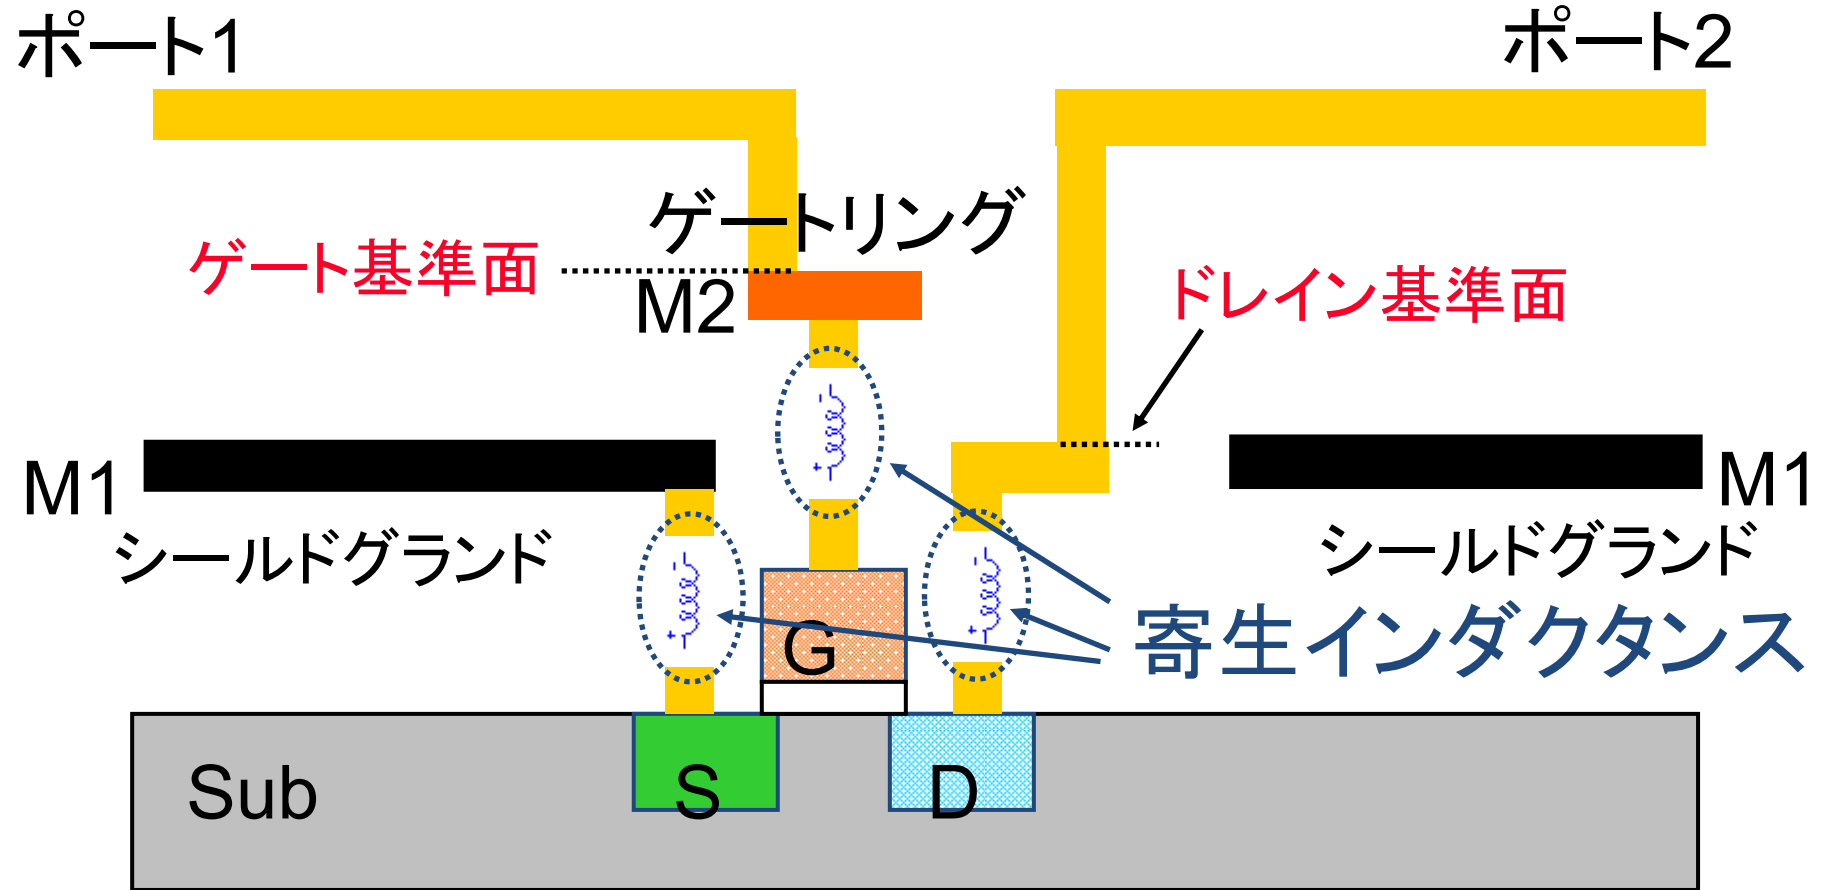 ポート1
ポート2
ゲートリング
ゲート基準面
M2
ドレイン基準面
M1
M1
シールドグランド
シールドグランド
G
寄生インダクタンス
Sub
S
D